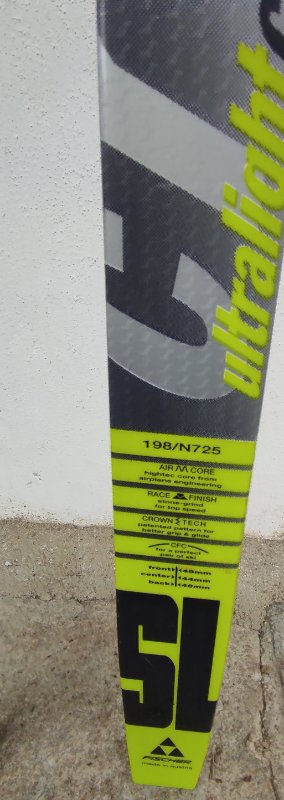 ultralight
198/N725
AIR CORE
hightec core from
airplane engineering
RACE FINISH
stone-grind
for top speed
CROWN TECH
patented pattern for
better grip & glide
CFC
for a perfect
pair of ski
front 48mm
center 44mm
back 46mm
SL
FISCHER
made in austria